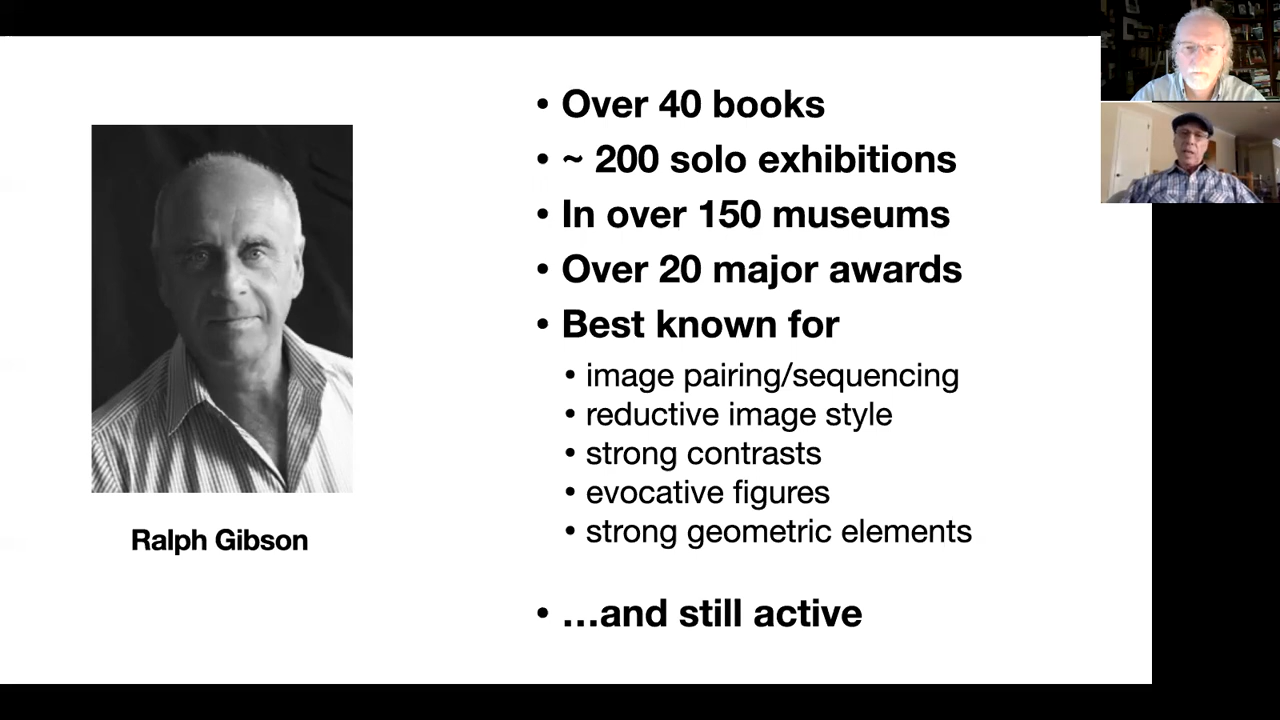 • Over 40 books
• ~ 200 solo exhibitions
• In over 150 museums
• Over 20 major awards
• Best known for
• image pairing/sequencing
• reductive image style
• strong contrasts
• evocative figures
• strong geometric elements
• …and still active
Ralph Gibson